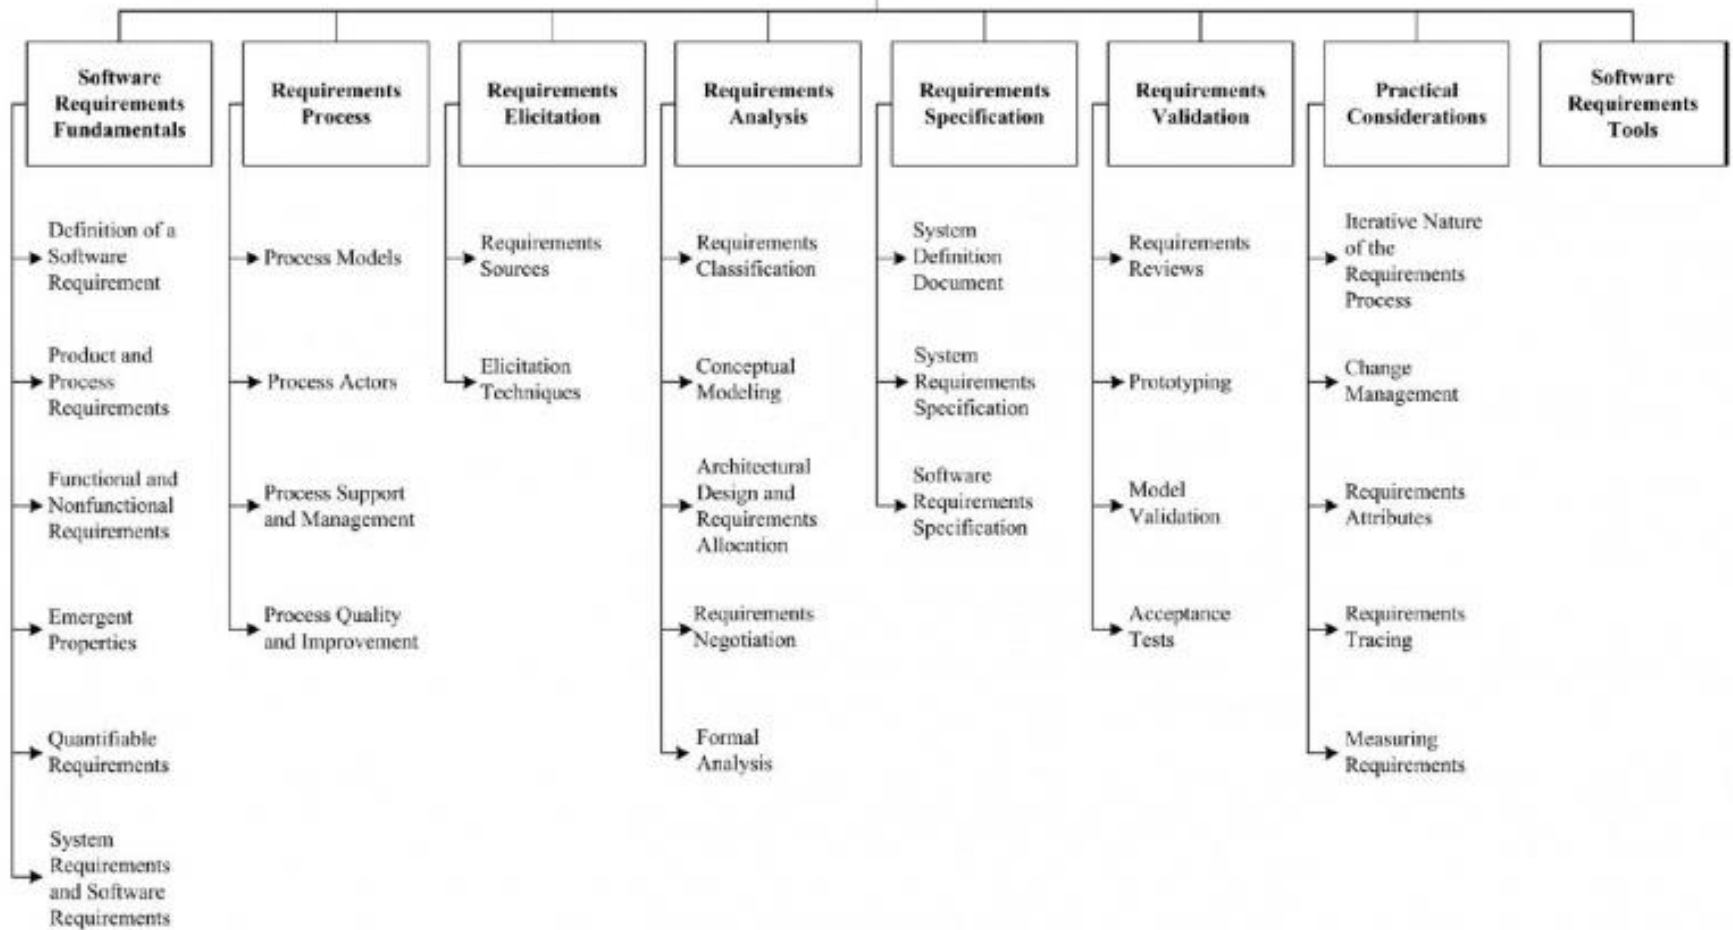 Software
Requirements
Fundamentals
Requirements
Process
Requirements
Elicitation
Requirements
Analysis
Requirements
Specification
Requirements
Validation
Practical
Considerations
Software
Requirements
Tools
Definition of a
Software
Requirement
Product and
Process
Requirements
Functional and
Nonfunctional
Requirements
Emergent
Properties
Quantifiable
Requirements
System
Requirements
and Software
Requirements
Process Models
Process Actors
Process Support
and Management
Process Quality
and Improvement
Requirements
Sources
Elicitation
Techniques
Requirements
Classification
Conceptual
Modeling
Architectural
Design and
Requirements
Allocation
Requirements
Negotiation
Formal
Analysis
System
Definition
Document
System
Requirements
Specification
Software
Requirements
Specification
Requirements
Reviews
Prototyping
Model
Validation
Acceptance
Tests
Iterative Nature
of the
Requirements
Process
Change
Management
Requirements
Attributes
Requirements
Tracing
Measuring
Requirements